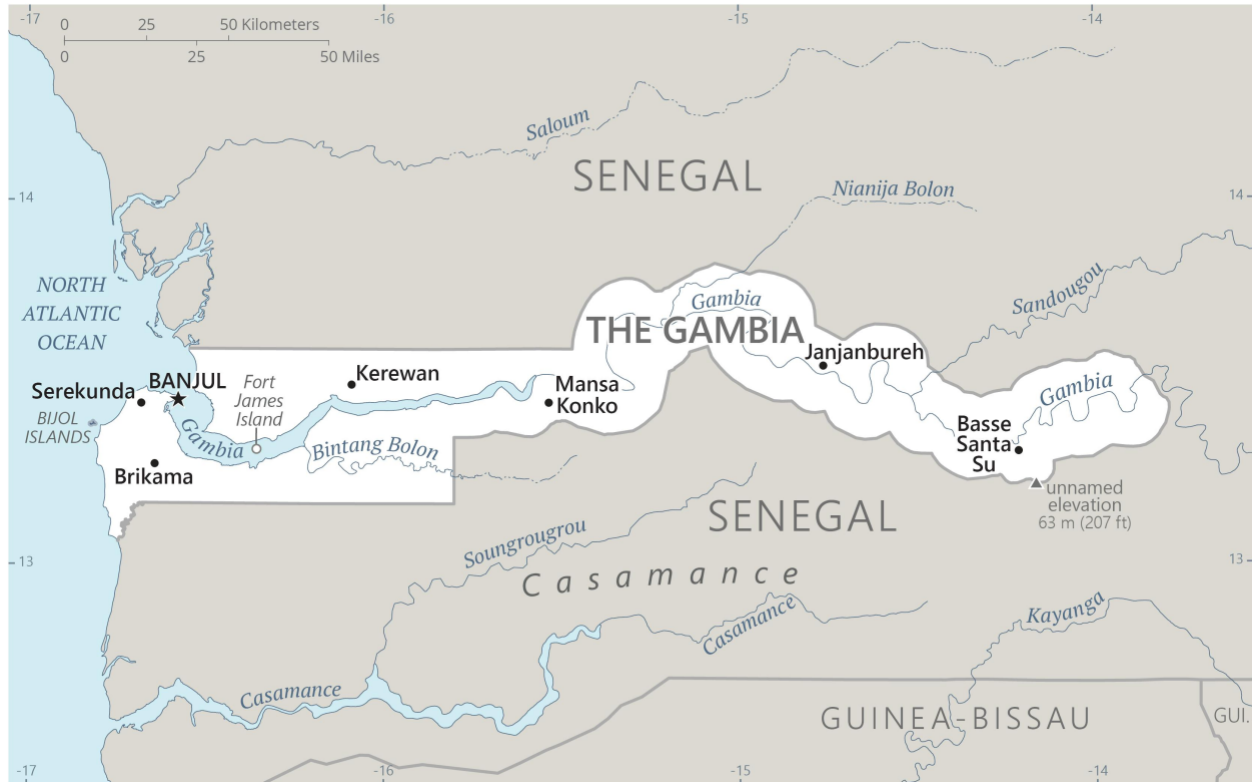 -17
-16
-15
-14
0 25 50 Kilometers
0 25 50 Miles
Saloum
SENEGAL
Nianija Bolon
14
14
Sandougou
NORTH
ATLANTIC
OCEAN
Gambia
THE GAMBIA
Janjanbureh
Serekunda
BANJUL
Fort
James
Island
Kerewan
Mansa
Konko
Gambia
BIJOL
ISLANDS
Gambia
Bintang Bolon
Basse
Santa
Su
Brikama
unnamed
elevation
63 m (207 ft)
SENEGAL
Soungrougrou
13
13
Casamance
Casamance
Kayanga
Casamance
GUINEA-BISSAU
GUI.
-17
-16
-15
-14